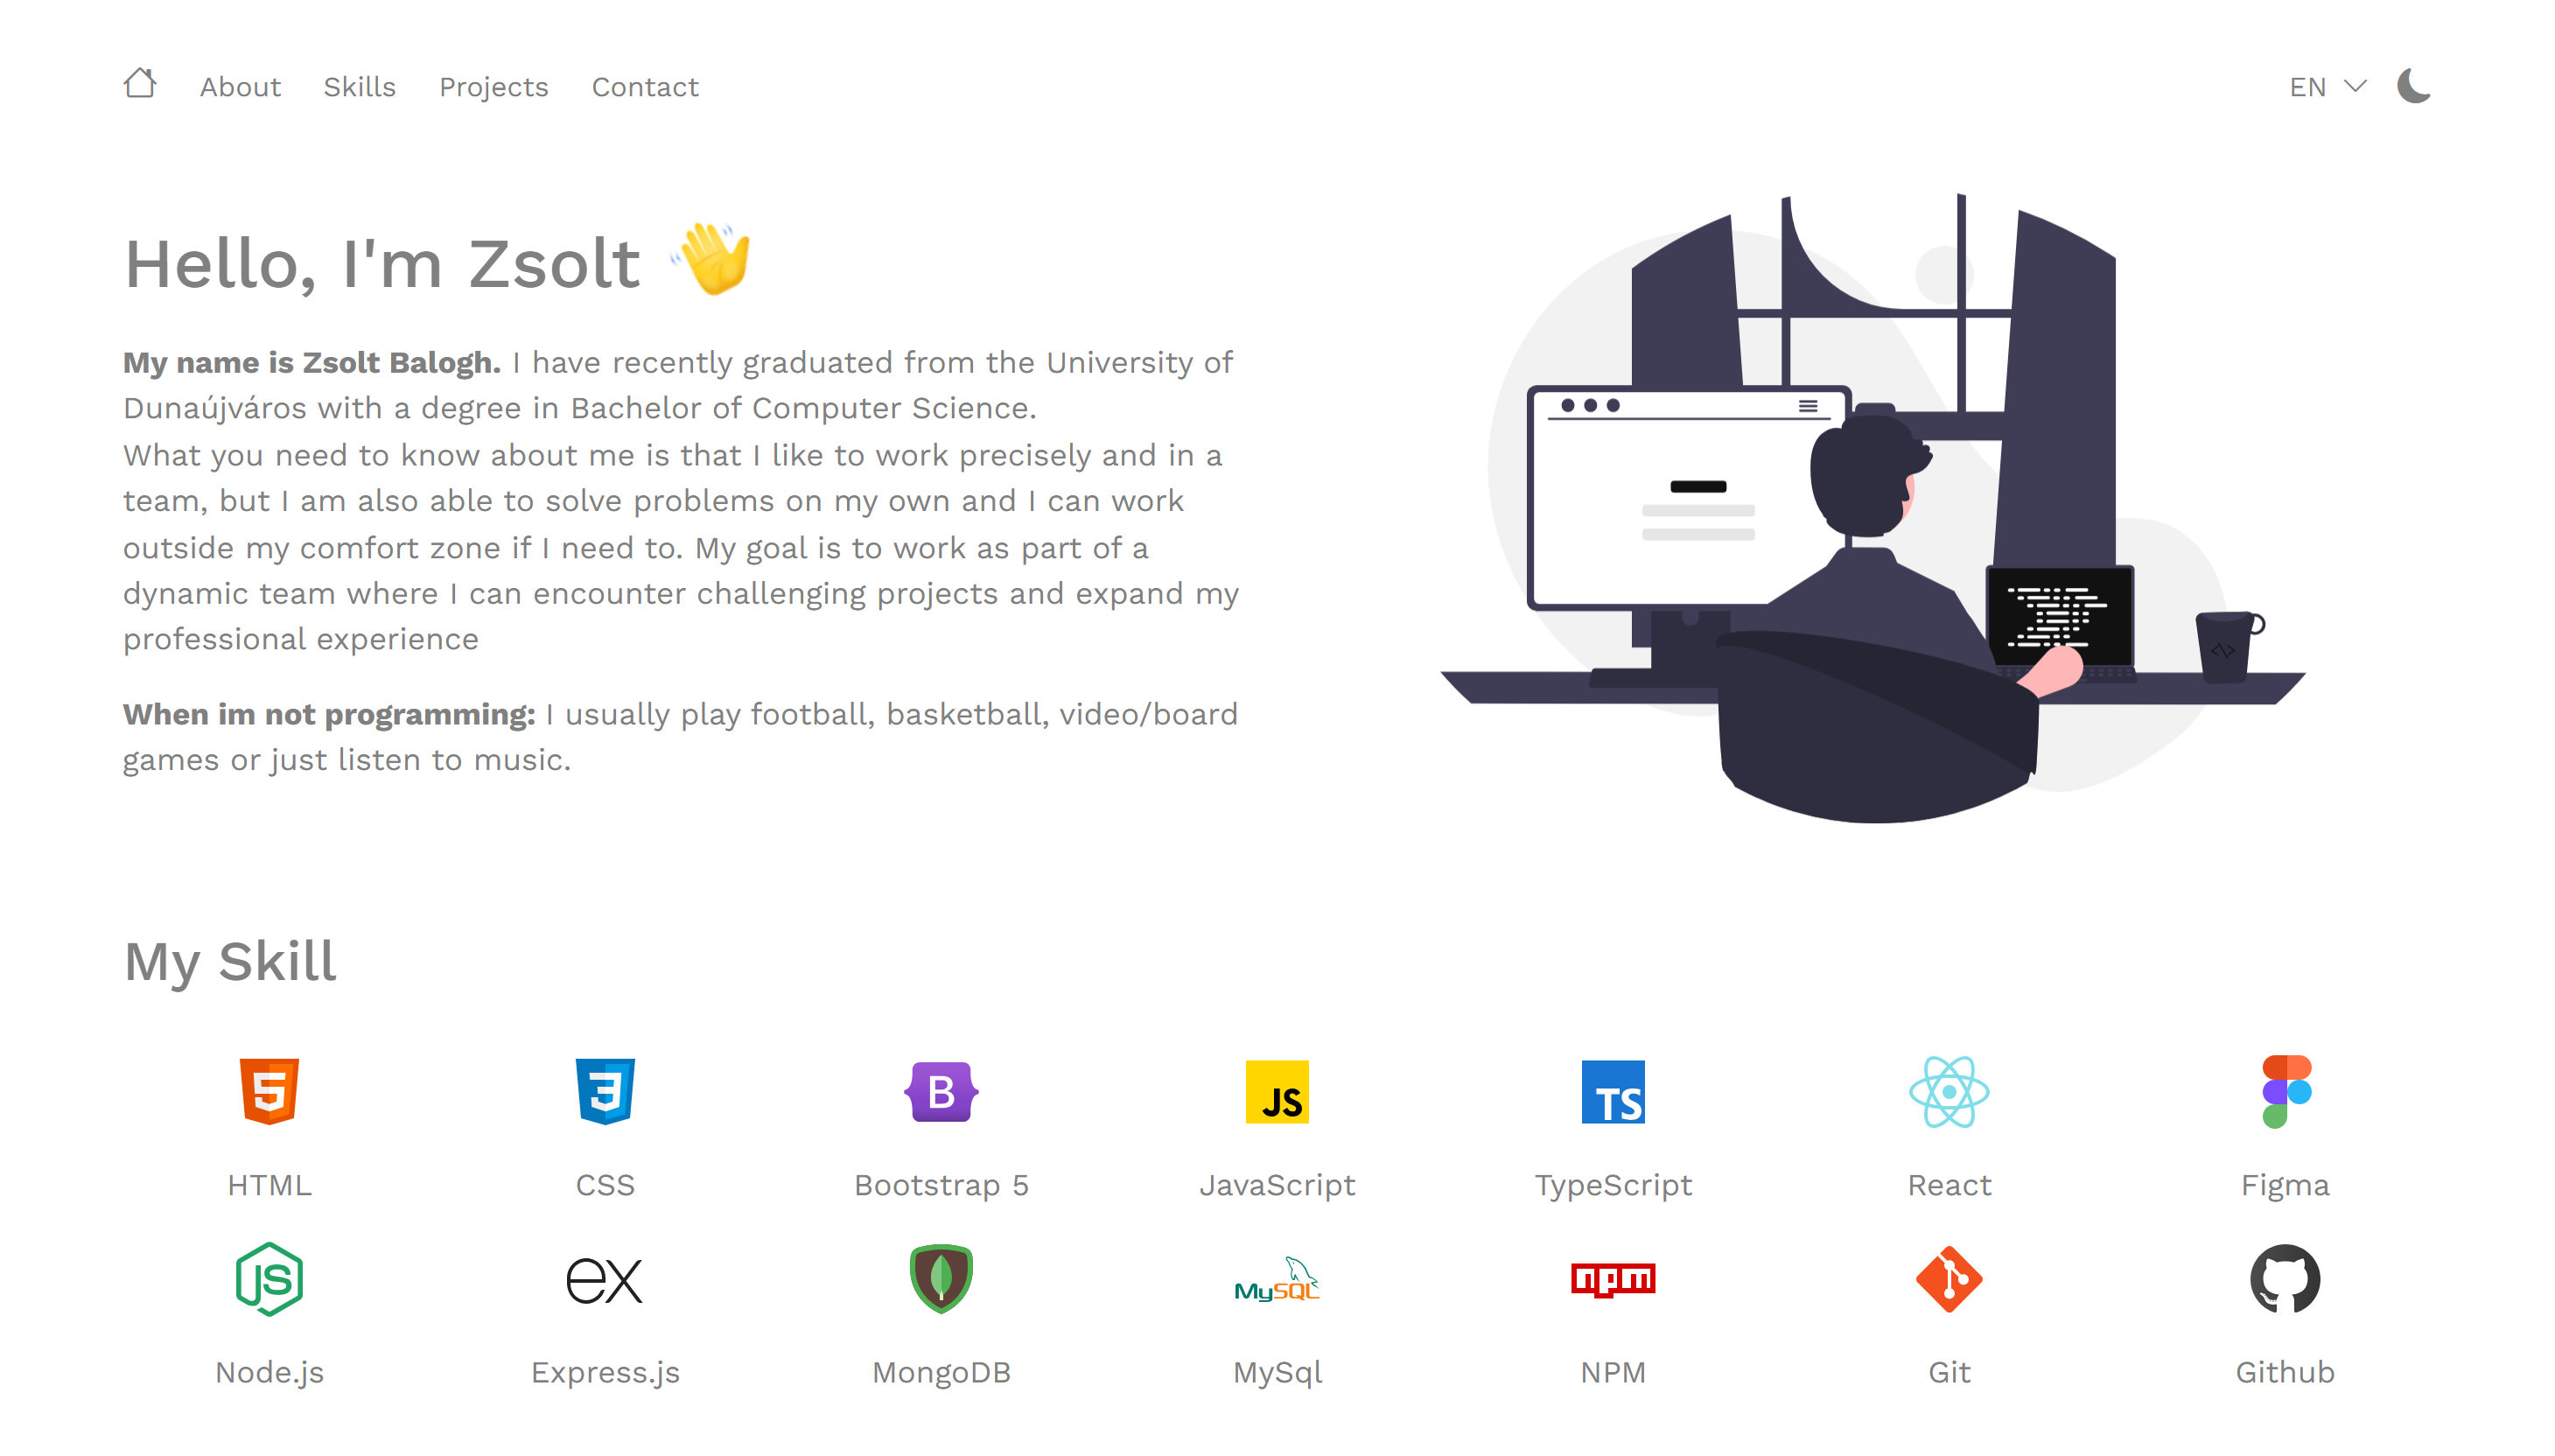 About Skills Projects Contact EN
Hello, I'm Zsolt 👋
My name is Zsolt Balogh. I have recently graduated from the University of
Dunaújváros with a degree in Bachelor of Computer Science.
What you need to know about me is that I like to work precisely and in a
team, but I am also able to solve problems on my own and I can work
outside my comfort zone if I need to. My goal is to work as part of a
dynamic team where I can encounter challenging projects and expand my
professional experience
When im not programming: I usually play football, basketball, video/board
games or just listen to music.
</>
My Skill
5 3 B JS TS
HTML CSS Bootstrap 5 JavaScript TypeScript React Figma
JS ex MySQL npm
Node.js Express.js MongoDB MySql NPM Git Github